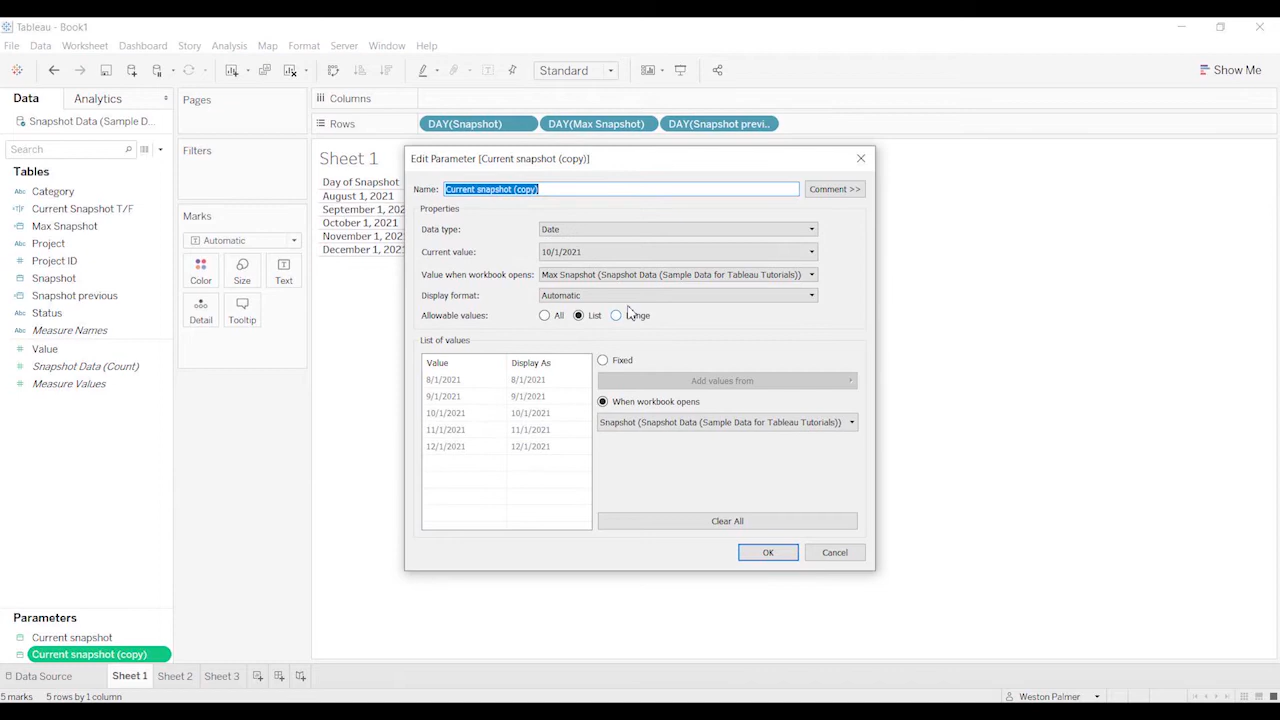 Tableau - Book1
File Data Worksheet Dashboard Story Analysis Map Format Server Window Help
Standard
Show Me
Data Analytics
Pages
Columns
Snapshot Data (Sample D...
Rows
DAY(Snapshot) DAY(Max Snapshot) DAY(Snapshot previ..
Search
Filters
Tables
Abc Category
Current Snapshot T/F
Max Snapshot
Abc Project
Project ID
Snapshot
Snapshot previous
Abc Status
Measure Names
Value
Snapshot Data (Count)
Measure Values
Marks
Automatic
Color Size Text
Detail Tooltip
Sheet 1
Day of Snapshot
August 1, 2021
September 1, 202
October 1, 2021
November 1, 2021
December 1, 2021
Edit Parameter [Current snapshot (copy)]
Name: Current snapshot (copy) Comment >>
Properties
Data type: Date
Current value: 10/1/2021
Value when workbook opens: Max Snapshot (Snapshot Data (Sample Data for Tableau Tutorials))
Display format: Automatic
Allowable values: All List Range
List of values
Value Display As
8/1/2021 8/1/2021
9/1/2021 9/1/2021
10/1/2021 10/1/2021
11/1/2021 11/1/2021
12/1/2021 12/1/2021
Fixed
Add values from
When workbook opens
Snapshot (Snapshot Data (Sample Data for Tableau Tutorials))
Clear All
OK Cancel
Parameters
Current snapshot
Current snapshot (copy)
Data Source Sheet 1 Sheet 2 Sheet 3
5 marks 5 rows by 1 column
Weston Palmer